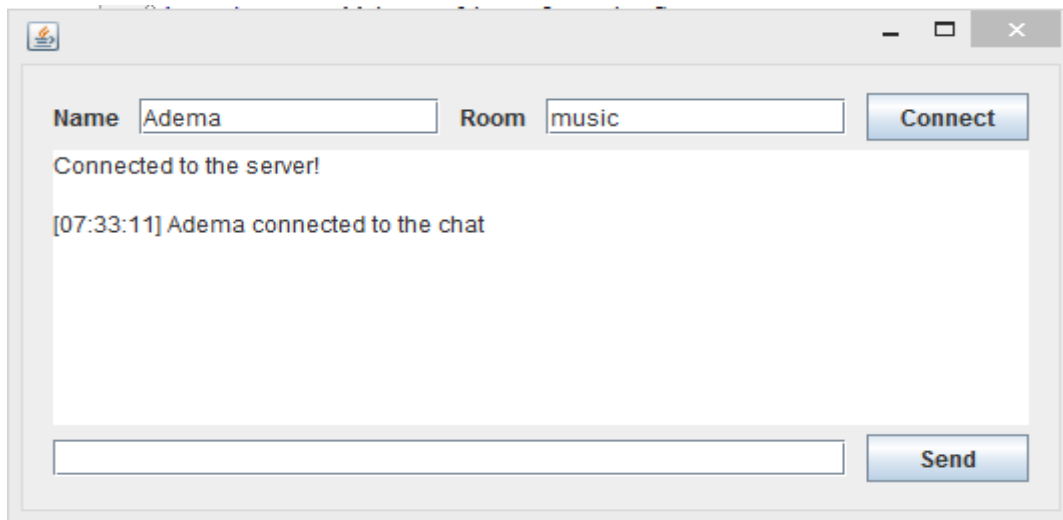 Name Adema Room music Connect
Connected to the server!
[07:33:11] Adema connected to the chat
Send